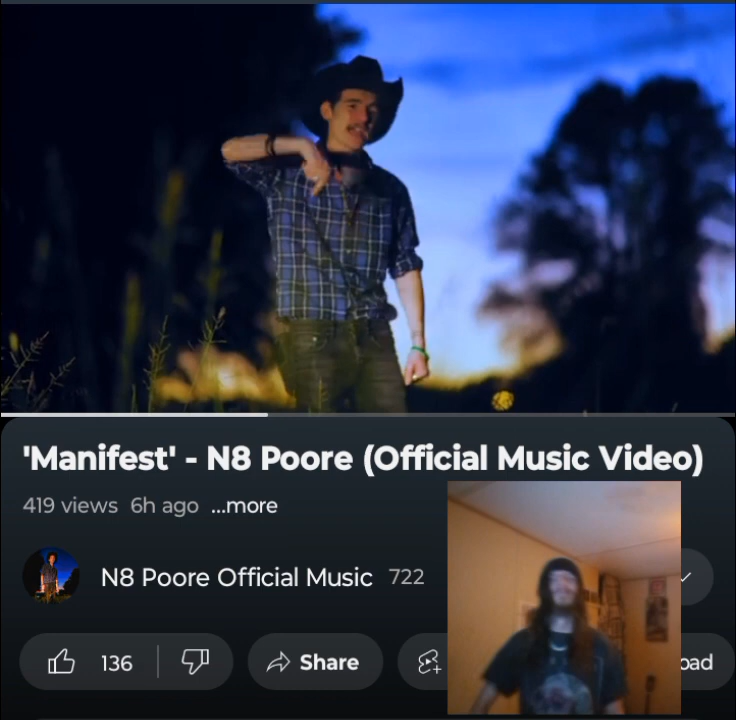 'Manifest' - N8 Poore (Official Music Video)
419 views 6h ago ...more
N8 Poore Official Music 722
136 Share oad